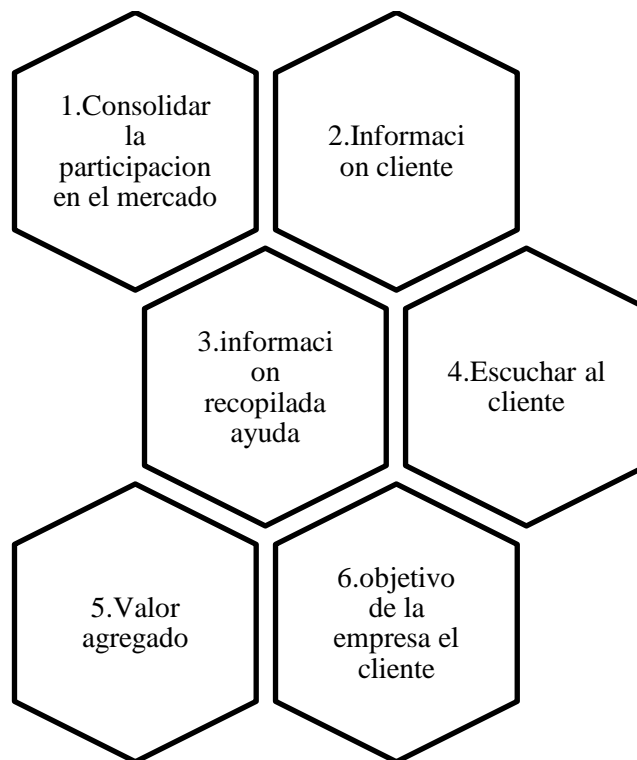 1.Consolidar
la
participacion
en el mercado
2.Informaci
on cliente
3.informaci
on
recopilada
ayuda
4.Escuchar al
cliente
5.Valor
agregado
6.objetivo
de la
empresa el
cliente